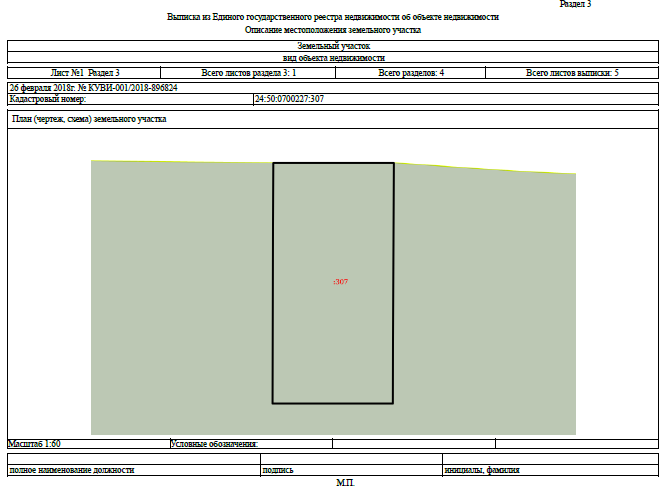 Раздел 3
Выписка из Единого государственного реестра недвижимости об объекте недвижимости
Описание местоположения земельного участка
Земельный участок
вид объекта недвижимости
Лист №1 Раздел 3 Всего листов раздела 3: 1 Всего разделов: 4 Всего листов выписки: 5
26 февраля 2018г. № КУВИ-001/2018-896824
Кадастровый номер: 24:50:0700227:307
План (чертеж, схема) земельного участка
:307
Масштаб 1:60 Условные обозначения:
полное наименование должности подпись инициалы, фамилия
М.П.